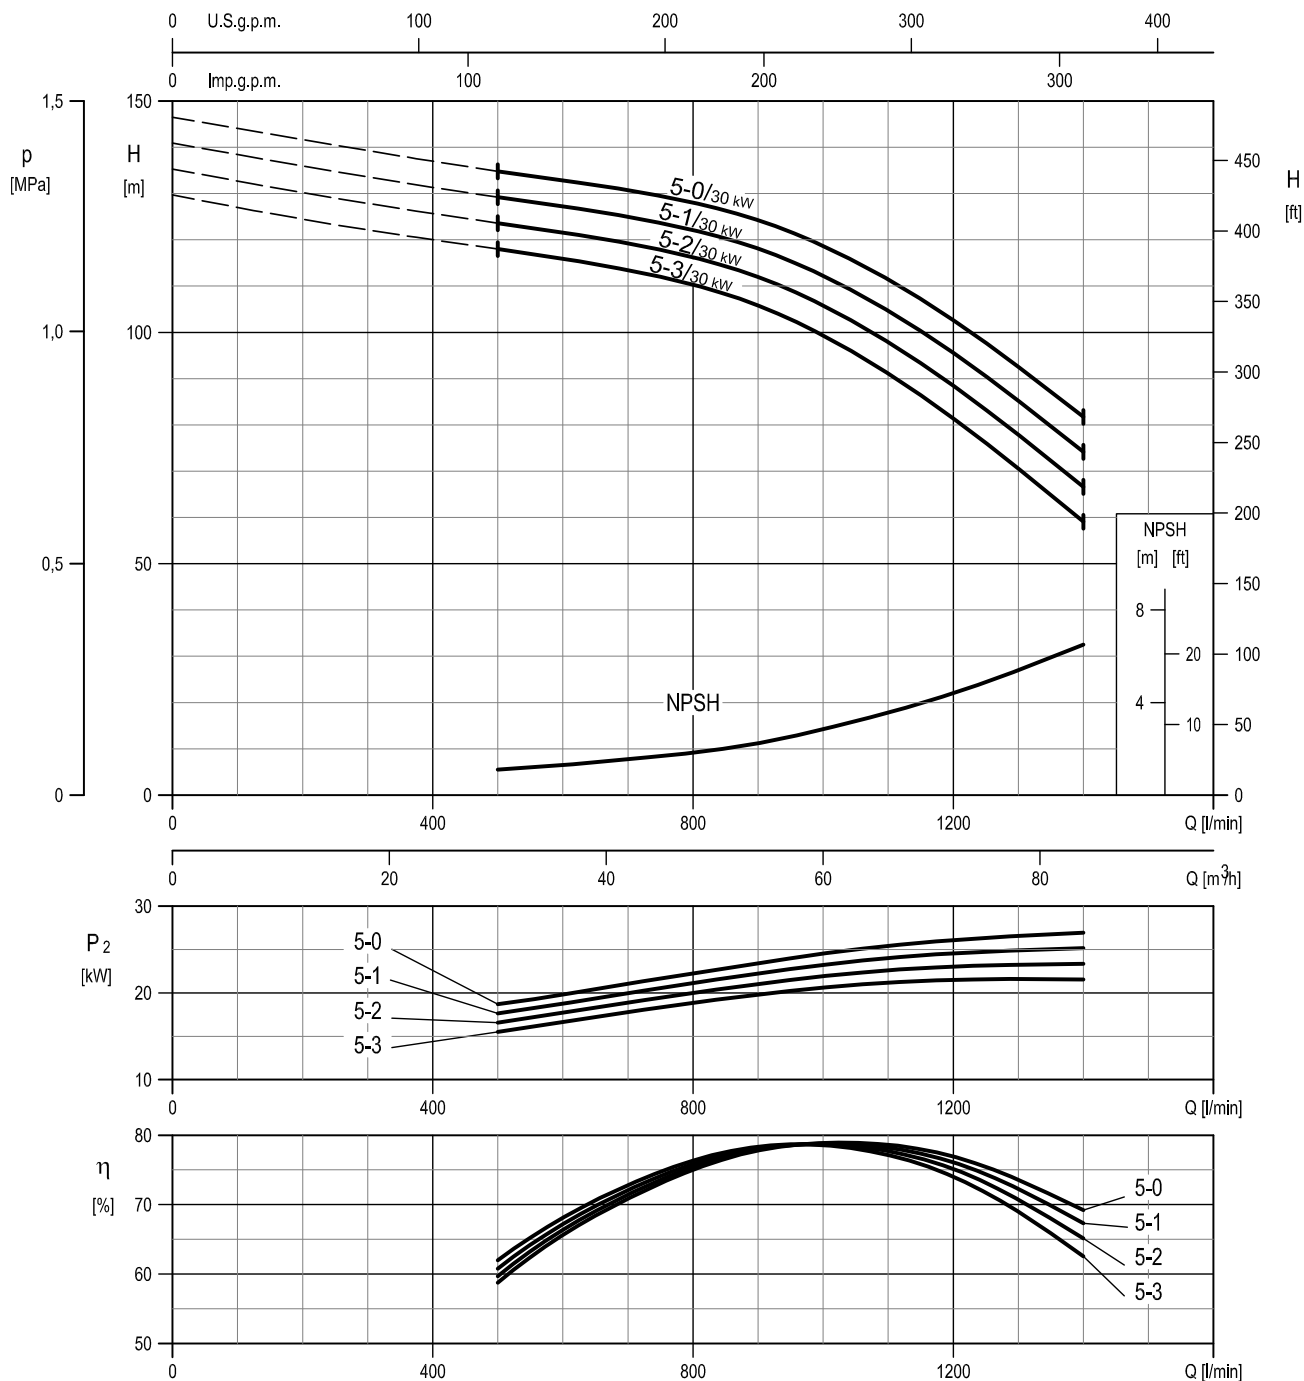 0 U.S.g.p.m. 100 200 300 400
0 Imp.g.p.m. 100 200 300
1,5 150
p H
[MPa] [m]
450
H
[ft]
5-0/30 kW
5-1/30 kW
5-2/30 kW
5-3/30 kW
400
350
1,0 100
300
250
200
NPSH
[m] [ft]
0,5 50
150
8
20 100
NPSH
4
10 50
0 0 0
0 400 800 1200 Q [l/min]
0 20 40 60 80 Q [m³/h]
30
P2
[kW]
5-0
5-1
20
5-2
5-3
10
0 400 800 1200 Q [l/min]
80
η
[%]
70
5-0
5-1
5-2
60
5-3
50
0 400 800 1200 Q [l/min]